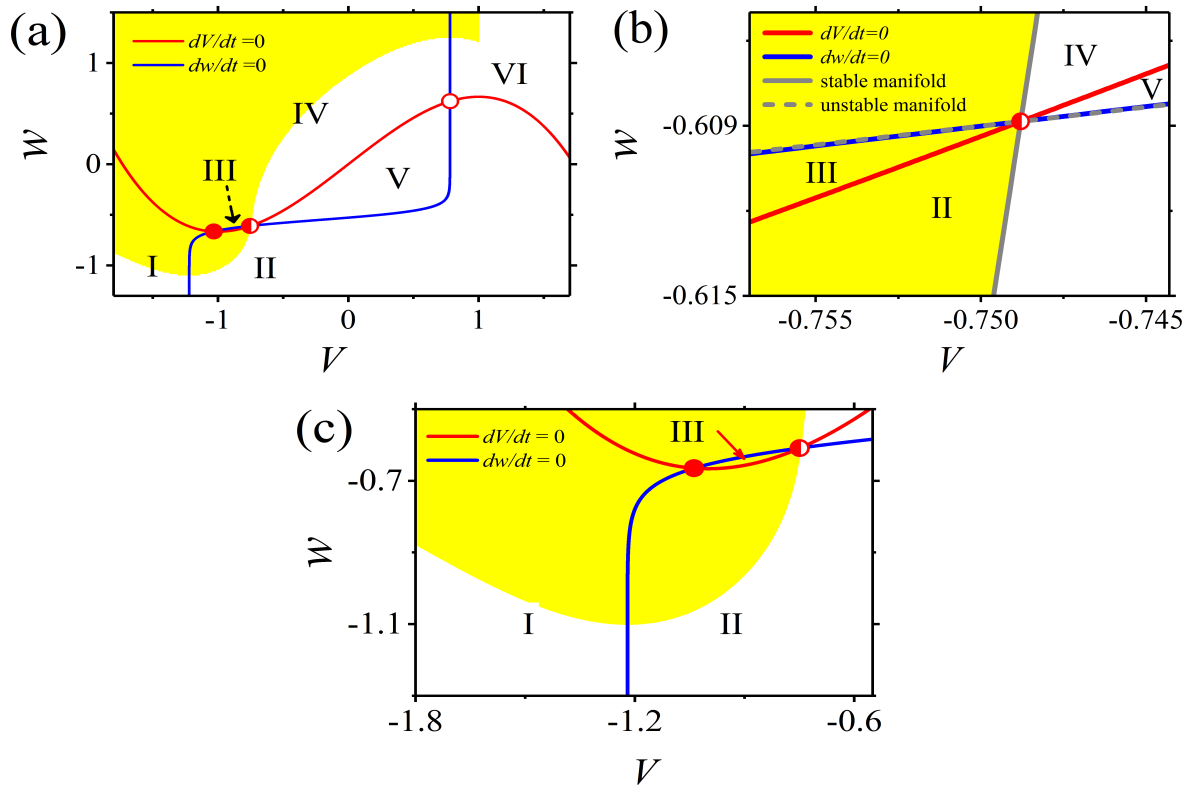 (a)
dV/dt =0
dw/dt =0
VI
IV
III
V
I
II
1
0
-1
w
-1
0
1
V
(b)
dV/dt=0
dw/dt=0
stable manifold
unstable manifold
IV
V
III
II
-0.609
-0.615
w
-0.755
-0.750
-0.745
V
(c)
dV/dt = 0
dw/dt = 0
III
I
II
-0.7
-1.1
w
-1.8
-1.2
-0.6
V